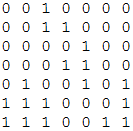 0 0 1 0 0 0 0
0 0 1 1 0 0 0
0 0 0 0 1 0 0
0 0 0 1 1 0 0
0 1 0 0 1 0 1
1 1 1 0 0 0 1
1 1 1 0 0 1 1